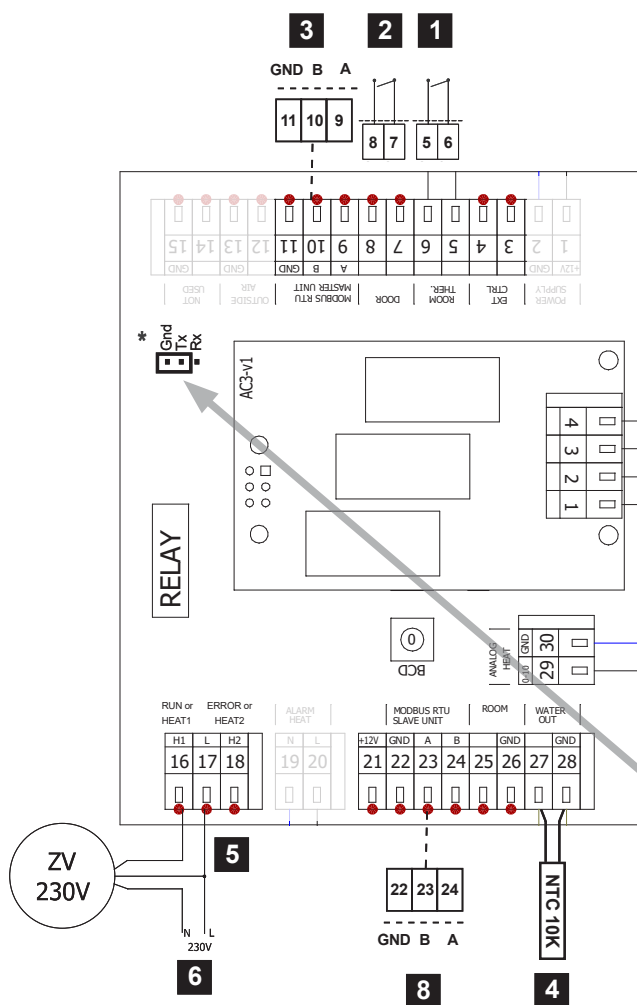 3 2 1
GND B A
11 10 9
8 7
5 6
15 14 13 12 11 10 9 8 7 6 5 4 3 2 1
GND GND GND B A GND +12V
NOT USED
OUTSIDE AIR
MODBUS RTU MASTER UNIT
DOOR
ROOM THER.
EXT CTRL
POWER SUPPLY
*
Gnd
Tx
Rx
AC3-v1
4
3
2
1
RELAY
0
BCD
ANALOG HEAT
0-10 GND
29 30
RUN or HEAT1
ERROR or HEAT2
ALARM HEAT
MODBUS RTU SLAVE UNIT
ROOM
WATER OUT
H1 L H2 N L +12V GND A B GND GND
16 17 18 19 20 21 22 23 24 25 26 27 28
5
ZV
230V
N L
230V
6
22 23 24
GND B A
8
NTC 10K
4